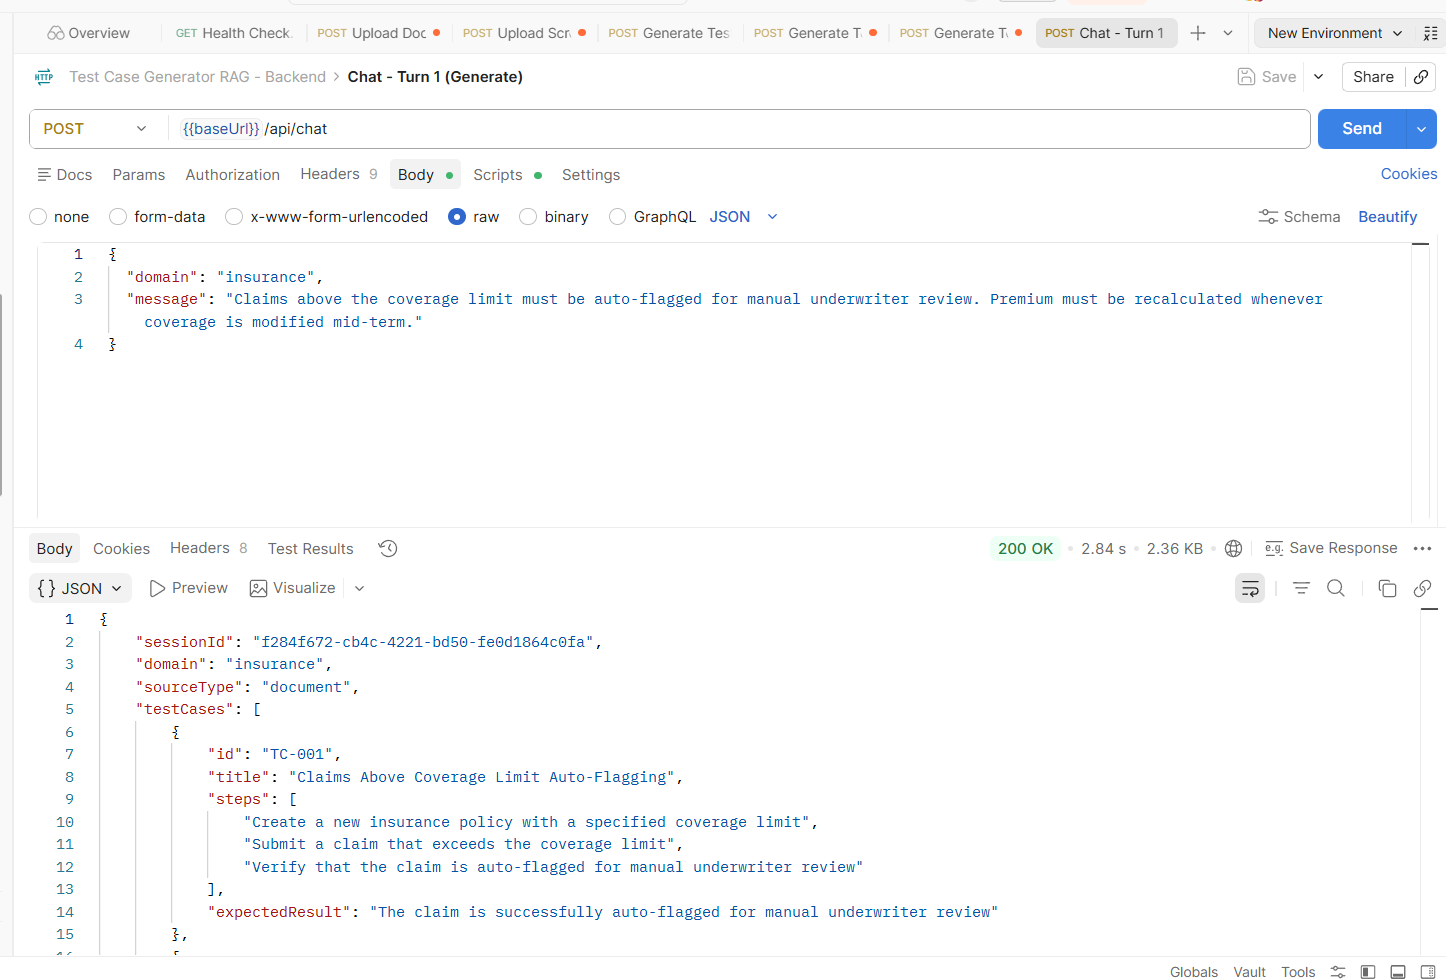 Overview GET Health Check POST Upload Doc POST Upload Scr POST Generate Tes POST Generate T POST Generate T POST Chat - Turn 1 New Environment
HTTP Test Case Generator RAG - Backend > Chat - Turn 1 (Generate) Save Share
POST {{baseUrl}} /api/chat Send
Docs Params Authorization Headers 9 Body Scripts Settings Cookies
none form-data x-www-form-urlencoded raw binary GraphQL JSON Schema Beautify
1 {
2 "domain": "insurance",
3 "message": "Claims above the coverage limit must be auto-flagged for manual underwriter review. Premium must be recalculated whenever
coverage is modified mid-term."
4 }
Body Cookies Headers 8 Test Results 200 OK 2.84 s 2.36 KB e.g. Save Response
{} JSON Preview Visualize
1 {
2 "sessionId": "f284f672-cb4c-4221-bd50-fe0d1864c0fa",
3 "domain": "insurance",
4 "sourceType": "document",
5 "testCases": [
6 {
7 "id": "TC-001",
8 "title": "Claims Above Coverage Limit Auto-Flagging",
9 "steps": [
10 "Create a new insurance policy with a specified coverage limit",
11 "Submit a claim that exceeds the coverage limit",
12 "Verify that the claim is auto-flagged for manual underwriter review"
13 ],
14 "expectedResult": "The claim is successfully auto-flagged for manual underwriter review"
15 },
Globals Vault Tools